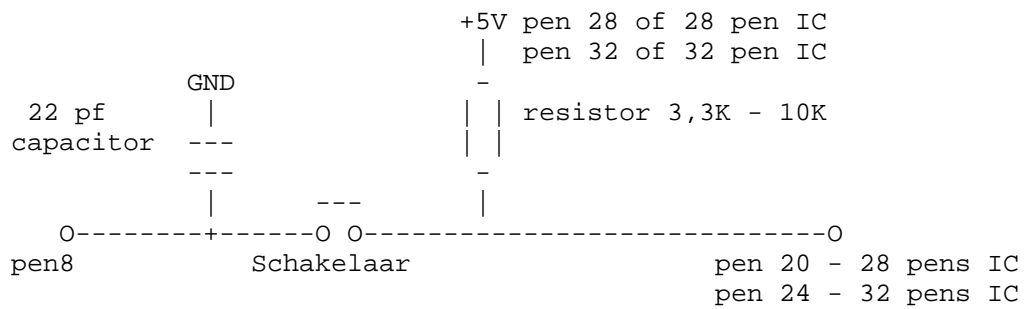 +5V pen 28 of 28 pen IC
pen 32 of 32 pen IC
GND
22 pf
resistor 3,3K - 10K
capacitor
O--------+------O O-----------------------------O
pen8 Schakelaar pen 20 - 28 pens IC
pen 24 - 32 pens IC